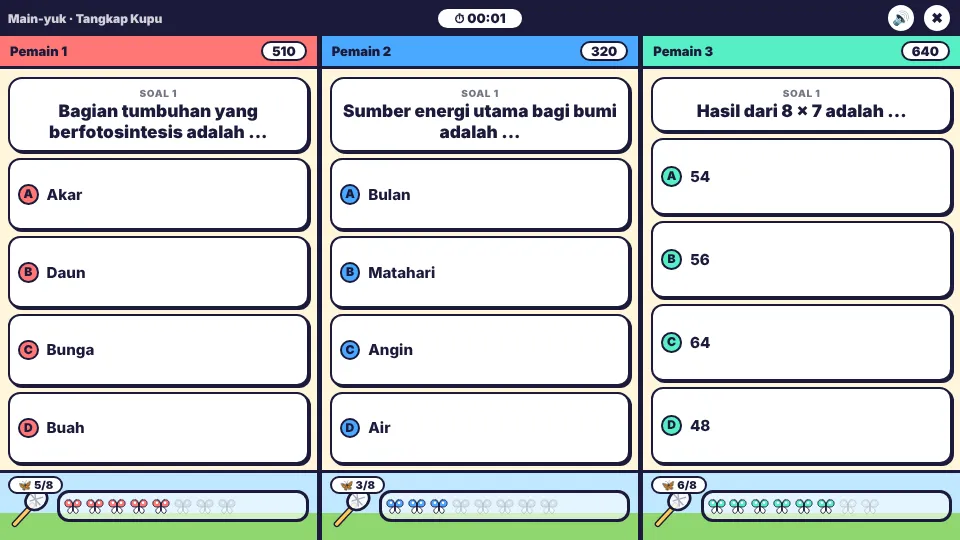 Main-yuk · Tangkap Kupu
⏱ 00:01
Pemain 1
510
SOAL 1
Bagian tumbuhan yang
berfotosintesis adalah ...
A Akar
B Daun
C Bunga
D Buah
5/8
Pemain 2
320
SOAL 1
Sumber energi utama bagi bumi
adalah ...
A Bulan
B Matahari
C Angin
D Air
3/8
Pemain 3
640
SOAL 1
Hasil dari 8 × 7 adalah ...
A 54
B 56
C 64
D 48
6/8